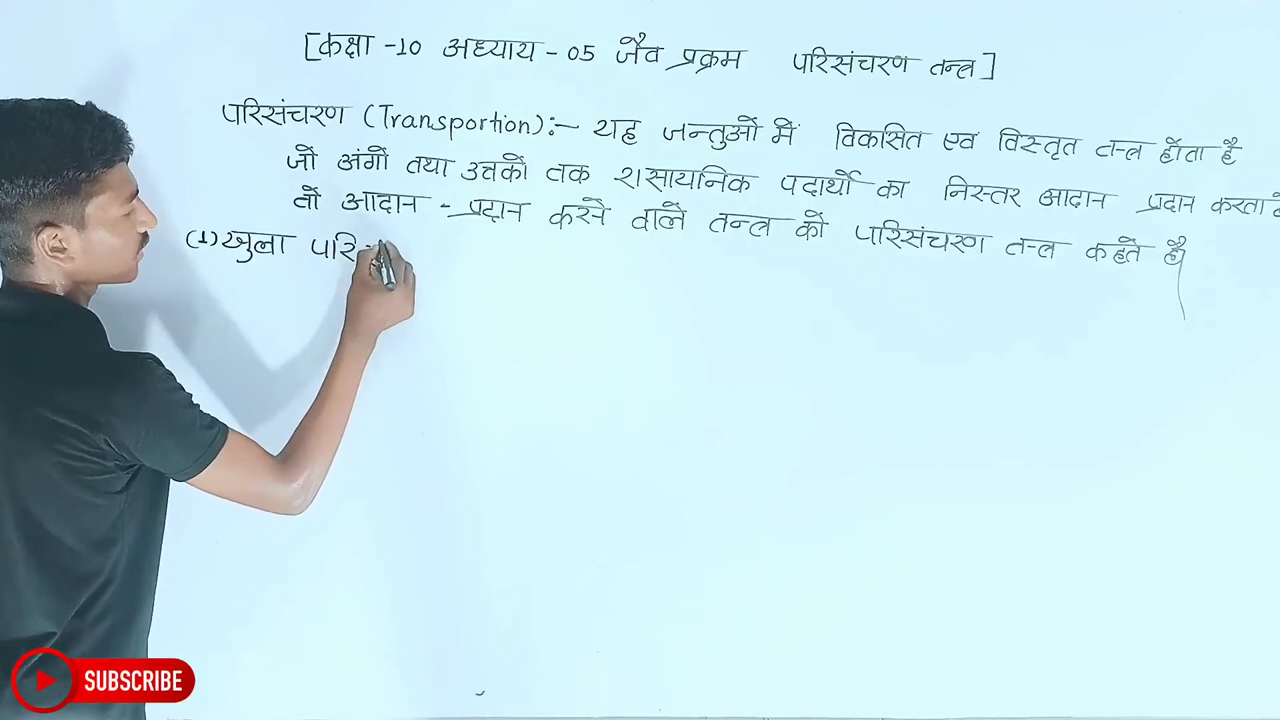 [कक्षा -10 अध्याय - 05 जैव प्रक्रम परिसंचरण तन्त्र]
परिसंचरण (Transportion):- यह जन्तुओं में विकसित एवं विस्तृत तन्त्र होता है
जो अंगों तथा उत्तकों तक रासायनिक पदार्थों का निरन्तर आदान प्रदान करता
तो आदान - प्रदान करने वाले तन्त्र को परिसंचरण तन्त्र कहते है।
(1) खुला परि
SUBSCRIBE